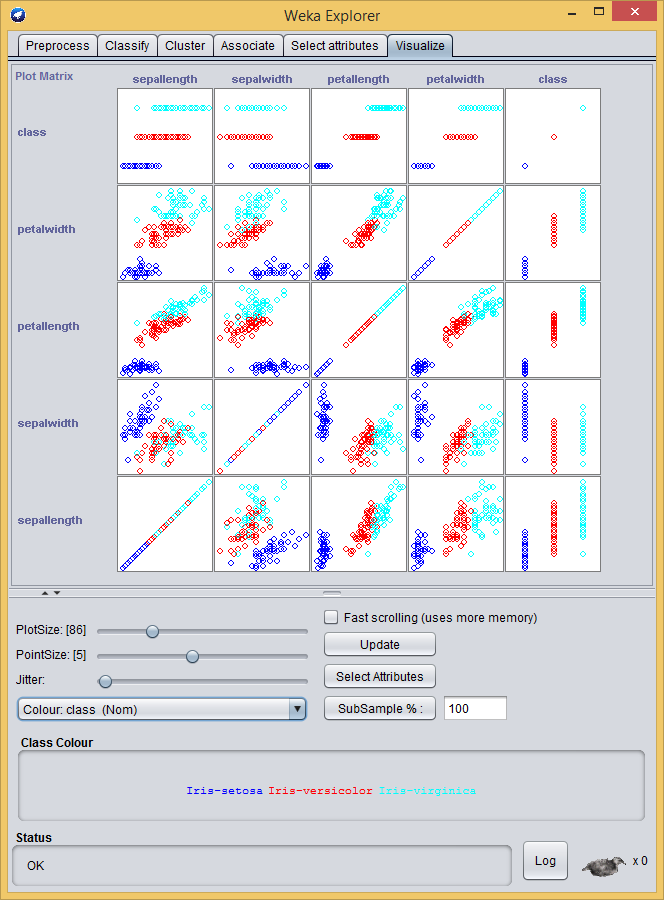 Weka Explorer
Preprocess Classify Cluster Associate Select attributes Visualize
Plot Matrix sepallength sepalwidth petallength petalwidth class
class
petalwidth
petallength
sepalwidth
sepallength
PlotSize: [86]
Fast scrolling (uses more memory)
PointSize: [5]
Update
Jitter:
Select Attributes
Colour: class (Nom)
SubSample % : 100
Class Colour
Iris-setosa Iris-versicolor Iris-virginica
Status
OK
Log x 0